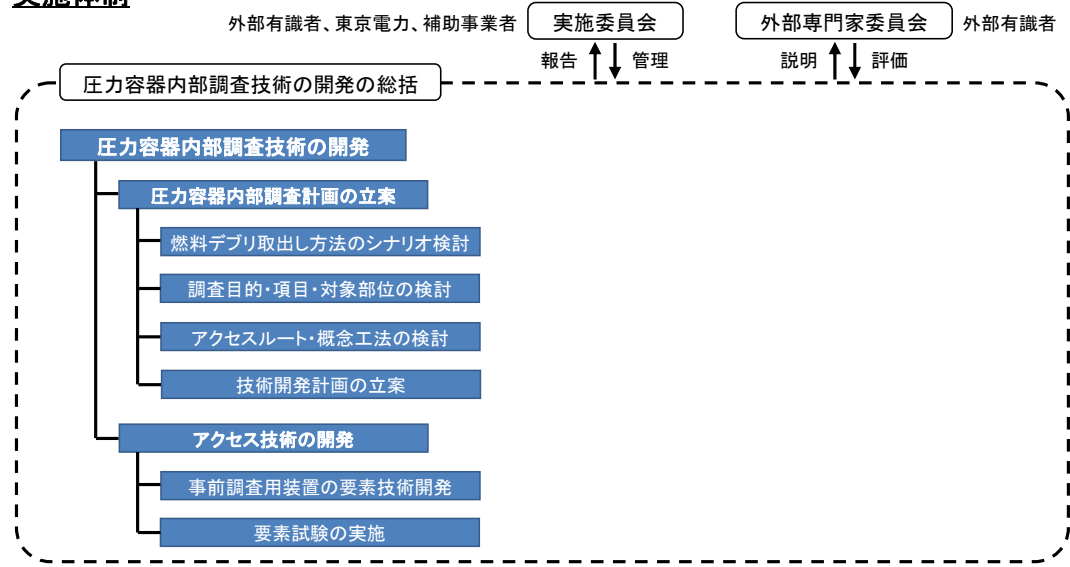 実施体制
外部有識者、東京電力、補助事業者 実施委員会 外部専門家委員会 外部有識者
報告 管理 説明 評価
圧力容器内部調査技術の開発の総括
圧力容器内部調査技術の開発
圧力容器内部調査計画の立案
燃料デブリ取出し方法のシナリオ検討
調査目的・項目・対象部位の検討
アクセスルート・概念工法の検討
技術開発計画の立案
アクセス技術の開発
事前調査用装置の要素技術開発
要素試験の実施